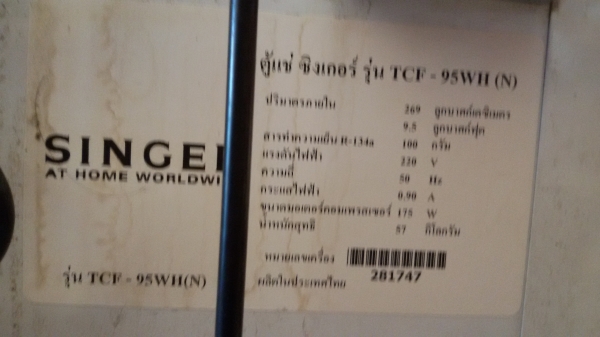 ตู้แช่ ซิงเกอร์ รุ่น TCF - 95WH (N)
ปริมาตรภายใน 269 ลูกบาศก์เดซิเมตร
9.5 ลูกบาศก์ฟุต
สารทำความเย็น R-134a 100 กรัม
แรงดันไฟฟ้า 220 V
ความถี่ 50 Hz
กระแสไฟฟ้า 0.90 A
ขนาดมอเตอร์คอมเพรสเซอร์ 175 W
น้ำหนักสุทธิ 57 กิโลกรัม
หมายเลขเครื่อง 281747
ผลิตในประเทศไทย
SINGE
AT HOME WORLDWI
รุ่น TCF - 95WH(N)